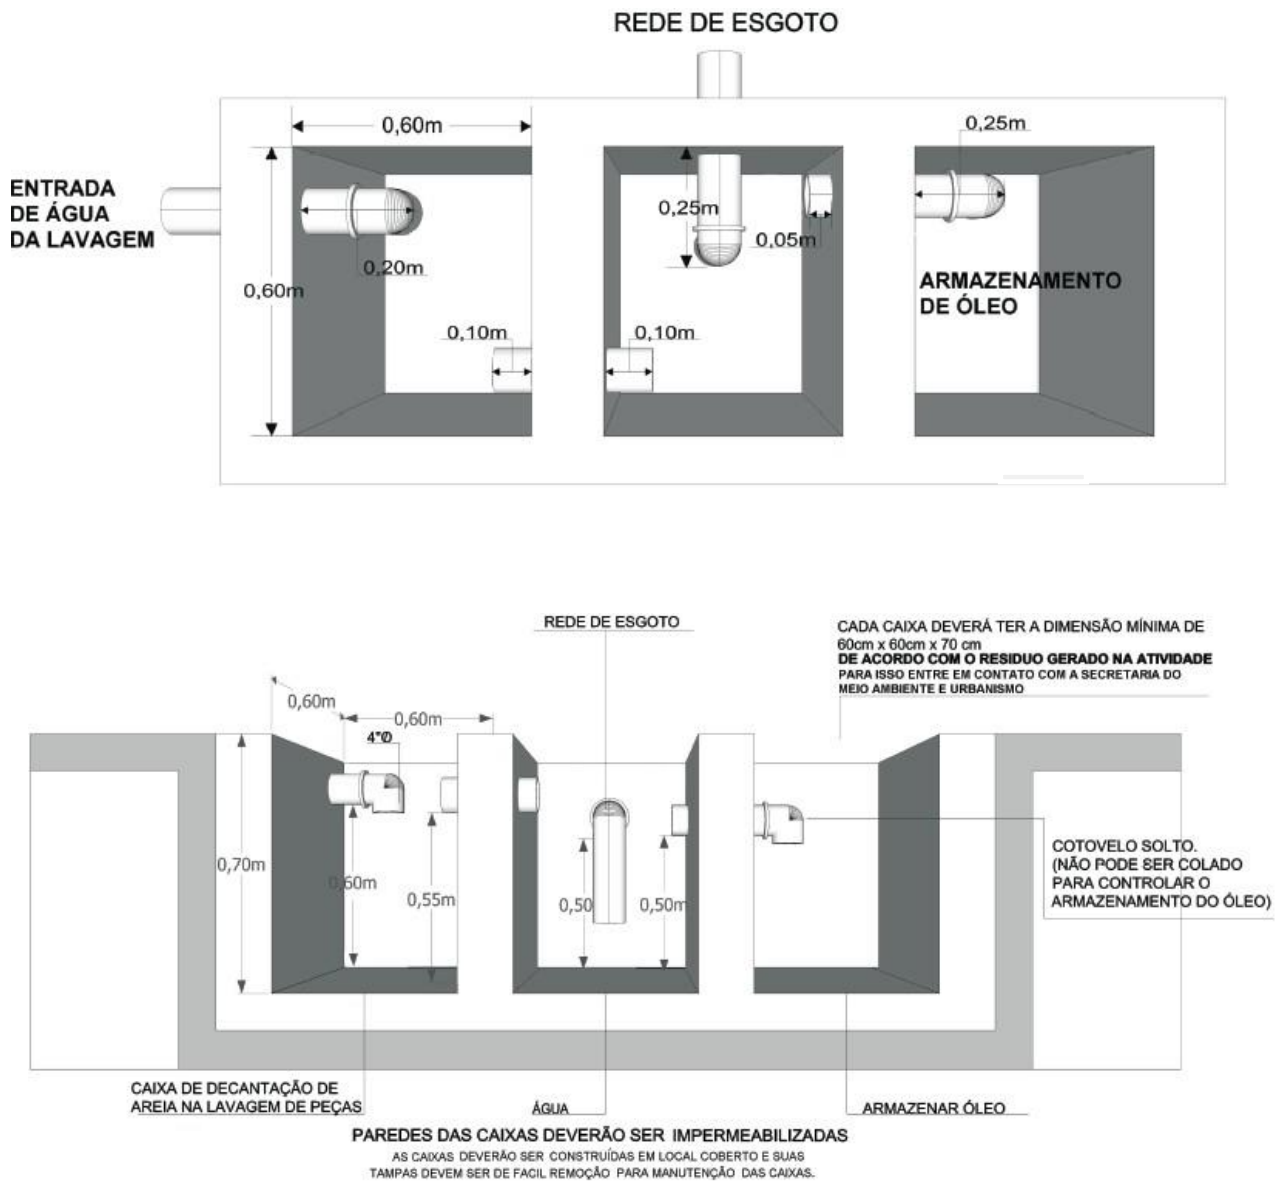 REDE DE ESGOTO
0,60m
0,25m
ENTRADA
DE ÁGUA
DA LAVAGEM
0,25m
0,05m
0,20m
0,60m
ARMAZENAMENTO
DE ÓLEO
0,10m
0,10m
REDE DE ESGOTO
CADA CAIXA DEVERÁ TER A DIMENSÃO MÍNIMA DE
60cm x 60cm x 70 cm
DE ACORDO COM O RESIDUO GERADO NA ATIVIDADE
PARA ISSO ENTRE EM CONTATO COM A SECRETARIA DO
MEIO AMBIENTE E URBANISMO
0,60m
0,60m
4"Ø
0,70m
0,60m
0,55m
0,50
0,50m
COTOVELO SOLTO.
(NÃO PODE SER COLADO
PARA CONTROLAR O
ARMAZENAMENTO DO ÓLEO)
CAIXA DE DECANTAÇÃO DE
AREIA NA LAVAGEM DE PEÇAS
ÁGUA
ARMAZENAR ÓLEO
PAREDES DAS CAIXAS DEVERÃO SER IMPERMEABILIZADAS
AS CAIXAS DEVERÃO SER CONSTRUÍDAS EM LOCAL COBERTO E SUAS
TAMPAS DEVEM SER DE FACIL REMOÇÃO PARA MANUTENÇÃO DAS CAIXAS.